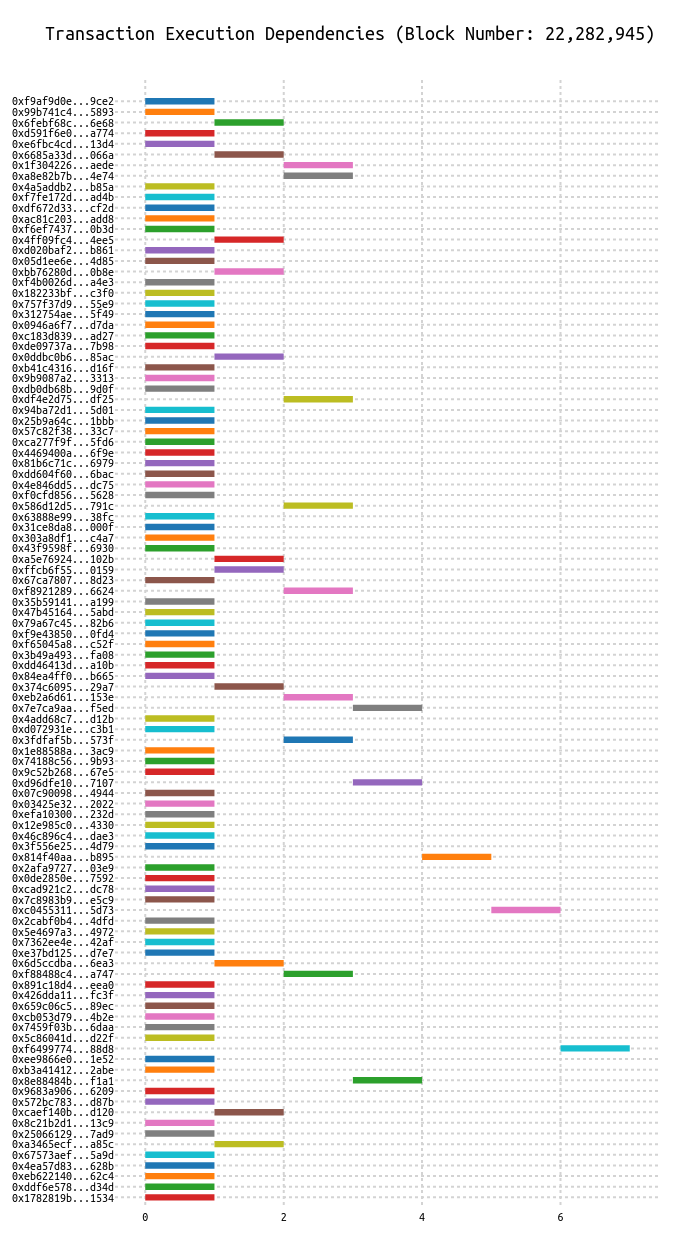 Transaction Execution Dependencies (Block Number: 22,282,945)
0xf9af9d0e...9ce2
0x99b741c4...5893
0x6febf68c...6e68
0xd591f6e0...a774
0xe6fbc4cd...13d4
0x6685a33d...066a
0x1f304226...aede
0xa8e82b7b...4e74
0x4a5addb2...b85a
0xf7fe172d...ad4b
0xdf672d33...cf2d
0xac81c203...add8
0xf6ef7437...0b3d
0x4ff09fc4...4ee5
0xd020baf2...b861
0x05d1ee6e...4d85
0xbb76280d...0b8e
0xf4b0026d...a4e3
0x182233bf...c3f0
0x757f37d9...55e9
0x312754ae...5f49
0x0946a6f7...d7da
0xc183d839...ad27
0xde09737a...7b98
0x0ddbc0b6...85ac
0xb41c4316...d16f
0x9b9087a2...3313
0xdb0db68b...9d0f
0xdf4e2d75...df25
0x94ba72d1...5d01
0x25b9a64c...1bbb
0x57c82f38...33c7
0xca277f9f...5fd6
0x4469400a...6f9e
0x81b6c71c...6979
0xdd604f60...6bac
0x4e846dd5...dc75
0xf0cfd856...5628
0x586d12d5...791c
0x63888e99...38fc
0x31ce8da8...000f
0x303a8df1...c4a7
0x43f9598f...6930
0xa5e76924...102b
0xffcb6f55...0159
0x67ca7807...8d23
0xf8921289...6624
0x35b59141...a199
0x47b45164...5abd
0x79a67c45...82b6
0xf9e43850...0fd4
0xf65045a8...c52f
0x3b49a493...fa08
0xdd46413d...a10b
0x84ea4ff0...b665
0x374c6095...29a7
0xeb2a6d61...153e
0x7e7ca9aa...f5ed
0x4add68c7...d12b
0xd072931e...c3b1
0x3fdfaf5b...573f
0x1e88588a...3ac9
0x74188c56...9b93
0x9c52b268...67e5
0xd96dfe10...7107
0x07c90098...4944
0x03425e32...2022
0xefa10300...232d
0x12e985c0...4330
0x46c896c4...dae3
0x3f556e25...4d79
0x814f40aa...b895
0x2afa9727...03e9
0x0de2850e...7592
0xcad921c2...dc78
0x7c8983b9...e5c9
0xc0455311...5d73
0x2cabf0b4...4dfd
0x5e4697a3...4972
0x7362ee4e...42af
0xe37bd125...d7e7
0x6d5ccdba...6ea3
0xf88488c4...a747
0x891c18d4...eea0
0x426dda11...fc3f
0x659c06c5...89ec
0xcb053d79...4b2e
0x7459f03b...6daa
0x5c86041d...d22f
0xf6499774...88d8
0xee9866e0...1e52
0xb3a41412...2abe
0x8e88484b...f1a1
0x9683a906...6209
0x572bc783...d87b
0xcaef140b...d120
0x8c21b2d1...13c9
0x25066129...7ad9
0xa3465ecf...a85c
0x67573aef...5a9d
0x4ea57d83...628b
0xeb622140...62c4
0xddf6e578...d34d
0x1782819b...1534
0 2 4 6